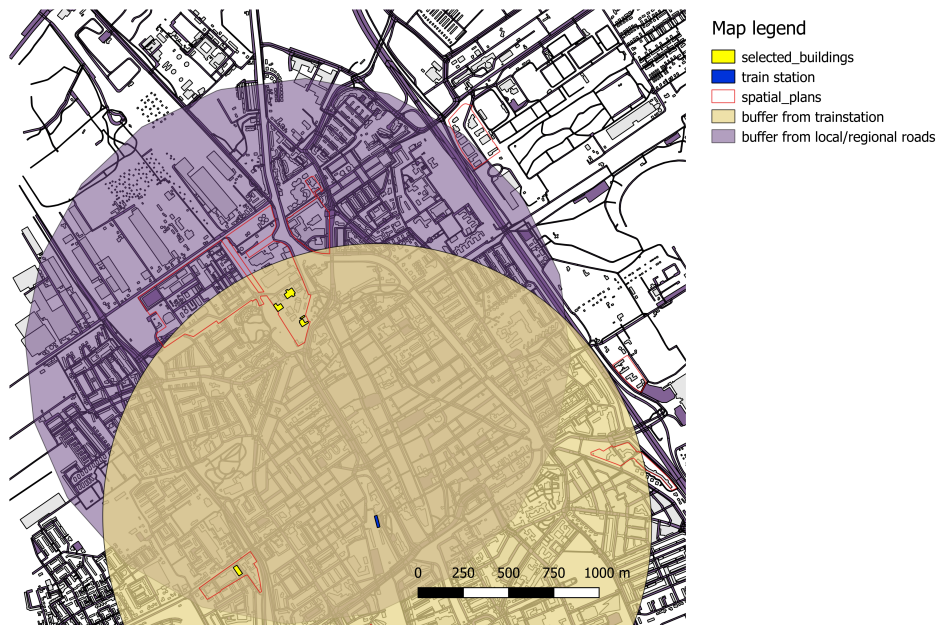 Map legend
selected_buildings
train station
spatial_plans
buffer from trainstation
buffer from local/regional roads
0 250 500 750 1000 m